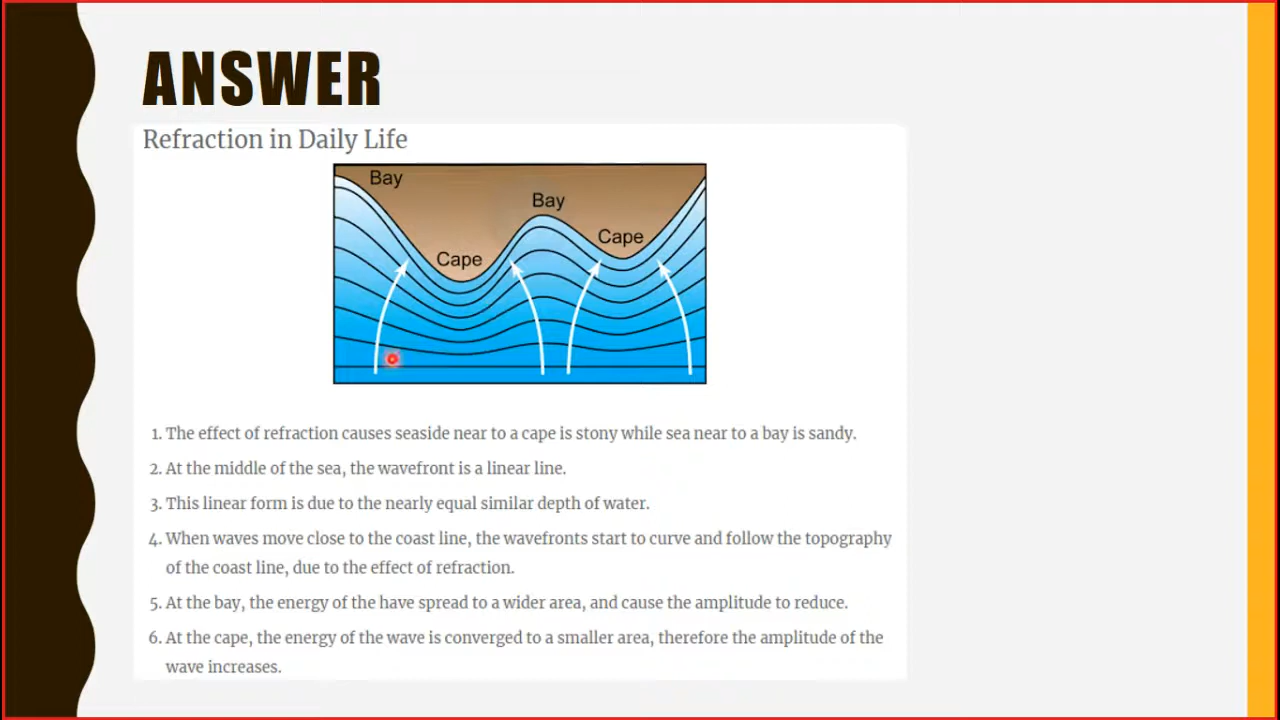 ANSWER
Refraction in Daily Life
Bay
Bay
Cape
Cape
1. The effect of refraction causes seaside near to a cape is stony while sea near to a bay is sandy.
2. At the middle of the sea, the wavefront is a linear line.
3. This linear form is due to the nearly equal similar depth of water.
4. When waves move close to the coast line, the wavefronts start to curve and follow the topography
of the coast line, due to the effect of refraction.
5. At the bay, the energy of the have spread to a wider area, and cause the amplitude to reduce.
6. At the cape, the energy of the wave is converged to a smaller area, therefore the amplitude of the
wave increases.